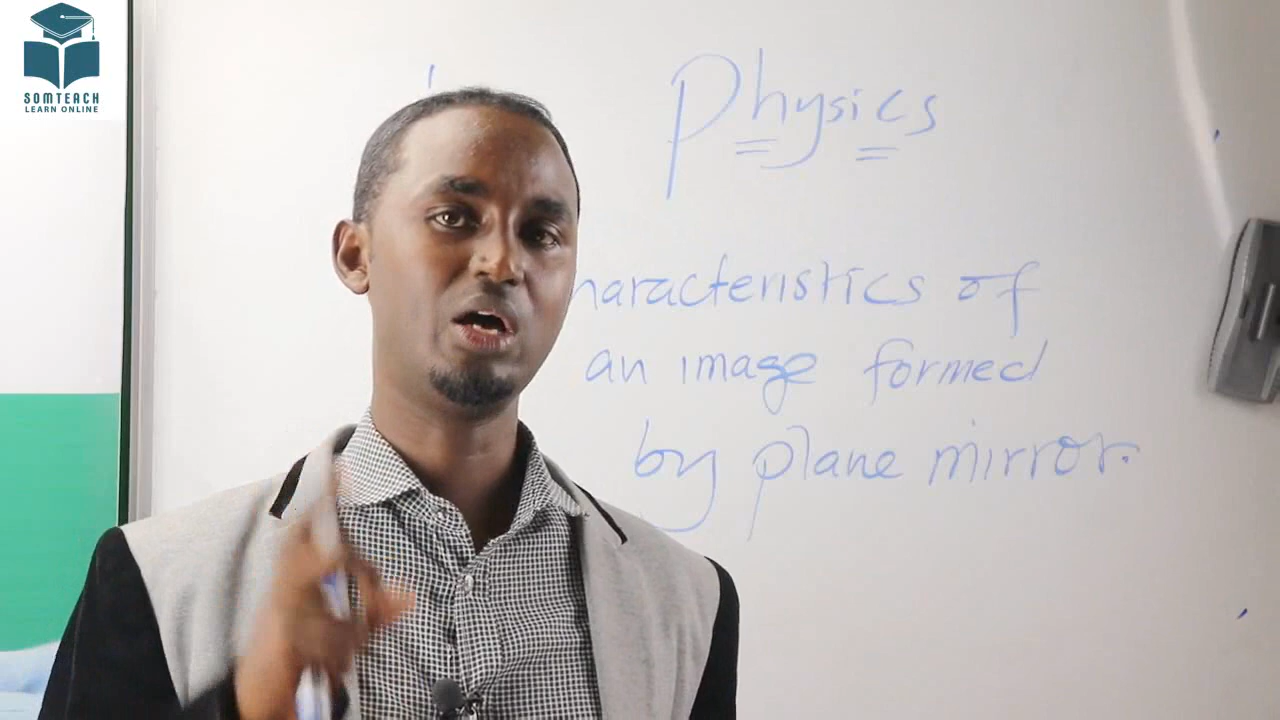 SOMTEACH
LEARN ONLINE
Physics
haracteristics of
an image formed
by plane mirror.